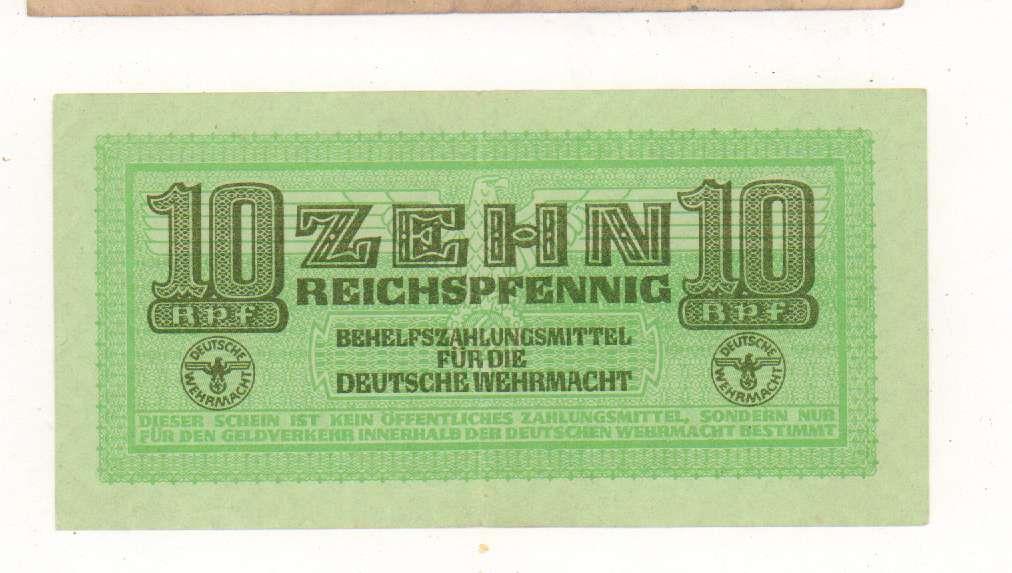 10 ZEHN 10
REICHSPFENNIG
RPF RPF
BEHELFSZAHLUNGSMITTEL
FÜR DIE
DEUTSCHE WEHRMACHT
DEUTSCHE WEHRMACHT
DEUTSCHE WEHRMACHT
DIESER SCHEIN IST KEIN ÖFFENTLICHES ZAHLUNGSMITTEL, SONDERN NUR
FÜR DEN GELDVERKEHR INNERHALB DER DEUTSCHEN WEHRMACHT BESTIMMT